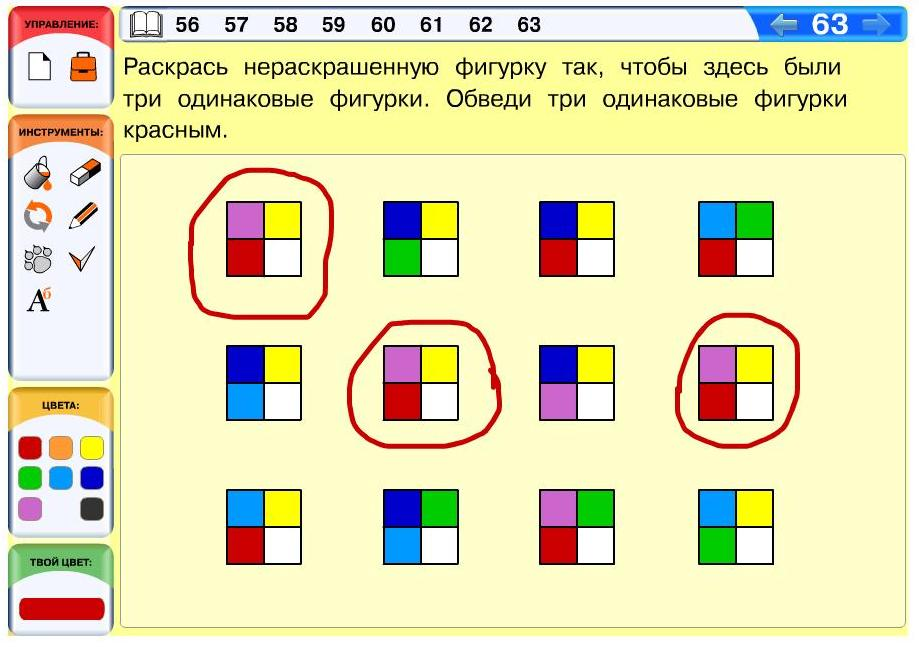 УПРАВЛЕНИЕ:
56 57 58 59 60 61 62 63
63
Раскрась нераскрашенную фигурку так, чтобы здесь были
три одинаковые фигурки. Обведи три одинаковые фигурки
красным.
ИНСТРУМЕНТЫ:
Аб
ЦВЕТА:
ТВОЙ ЦВЕТ: